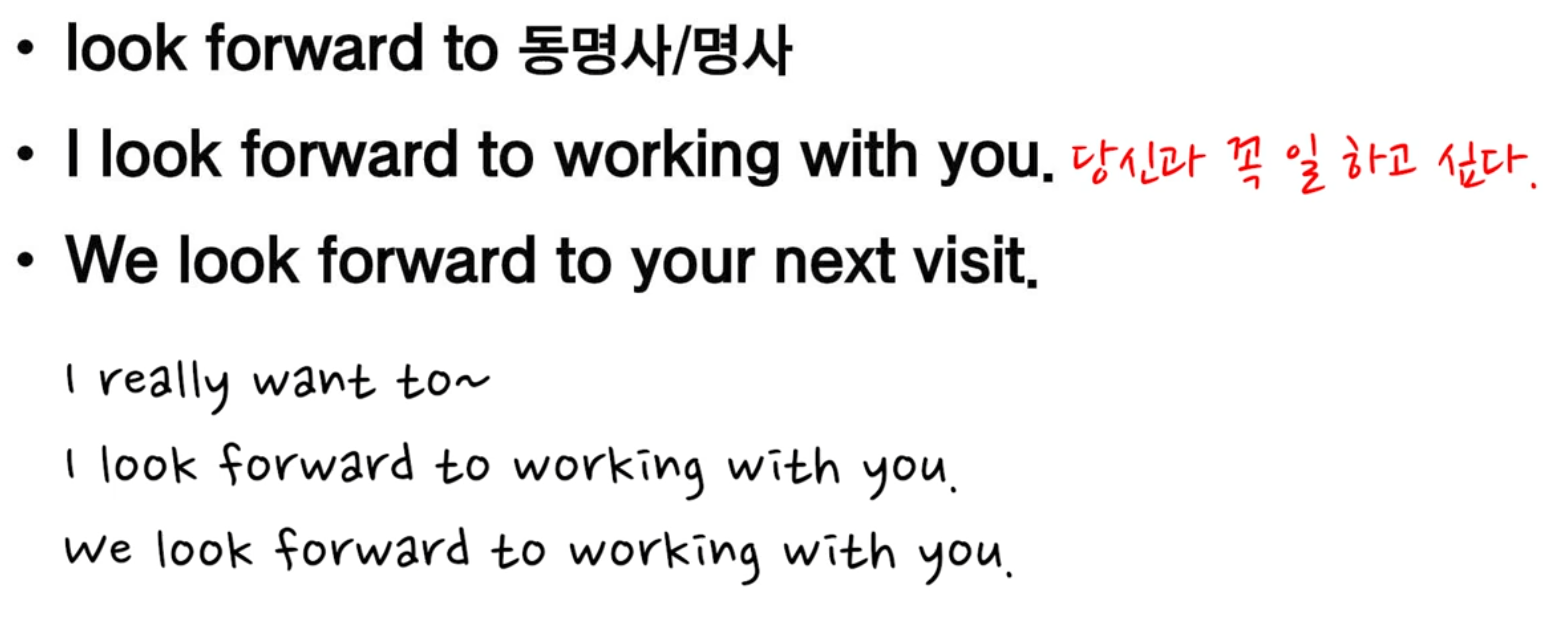 • look forward to 동명사/명사
• I look forward to working with you. 당신과 꼭 일 하고 싶다.
• We look forward to your next visit.
I really want to~
I look forward to working with you.
We look forward to working with you.